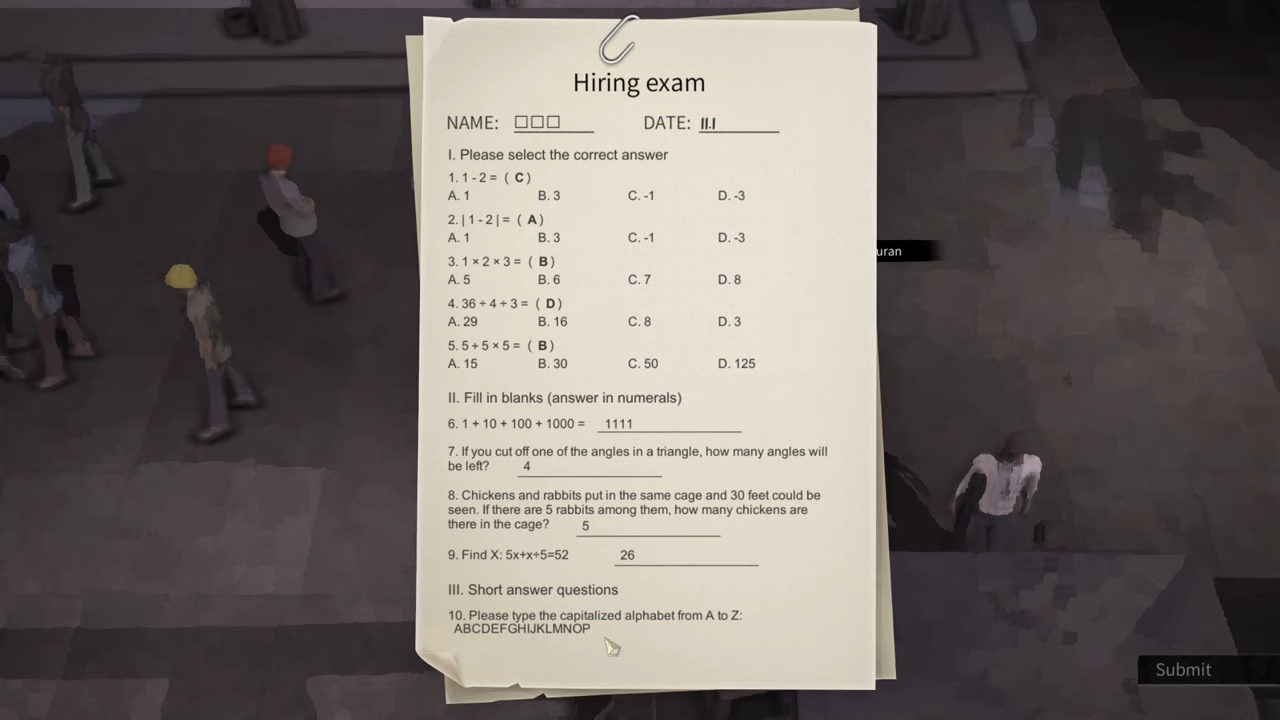 Hiring exam
NAME: □□□ DATE: 11.1
I. Please select the correct answer
1. 1 - 2 = ( C )
A. 1 B. 3 C. -1 D. -3
2. | 1 - 2 | = ( A )
A. 1 B. 3 C. -1 D. -3
3. 1 × 2 × 3 = ( B )
A. 5 B. 6 C. 7 D. 8
4. 36 ÷ 4 ÷ 3 = ( D )
A. 29 B. 16 C. 8 D. 3
5. 5 + 5 × 5 = ( B )
A. 15 B. 30 C. 50 D. 125
II. Fill in blanks (answer in numerals)
6. 1 + 10 + 100 + 1000 = 1111
7. If you cut off one of the angles in a triangle, how many angles will
be left? 4
8. Chickens and rabbits put in the same cage and 30 feet could be
seen. If there are 5 rabbits among them, how many chickens are
there in the cage? 5
9. Find X: 5x+x÷5=52 26
III. Short answer questions
10. Please type the capitalized alphabet from A to Z:
ABCDEFGHIJKLMNOP
uran
Submit